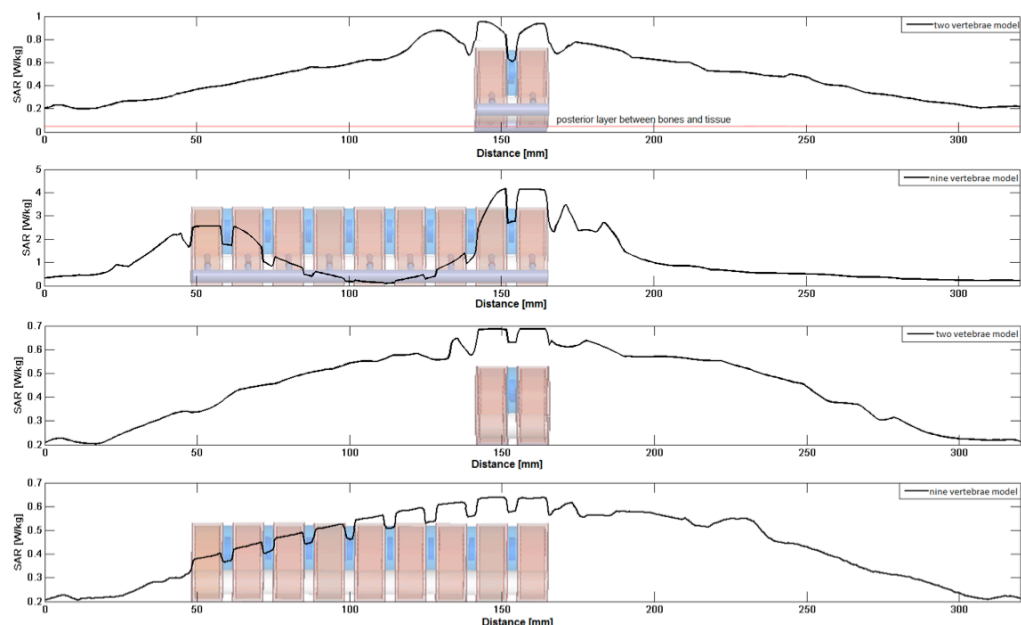 1
0.8
0.6
0.4
0.2
0
SAR [W/kg]
two vertebrae model
posterior layer between bones and tissue
50 100 150 200 250 300
Distance [mm]
5
4
3
2
1
0
SAR [W/kg]
nine vertebrae model
50 100 150 200 250 300
Distance [mm]
0.7
0.6
0.5
0.4
0.3
0.2
SAR [W/kg]
two vetebrae model
0 50 100 150 200 250 300
Distance [mm]
0.7
0.6
0.5
0.4
0.3
0.2
SAR [W/kg]
nine vertebrae model
0 50 100 150 200 250 300
Distance [mm]